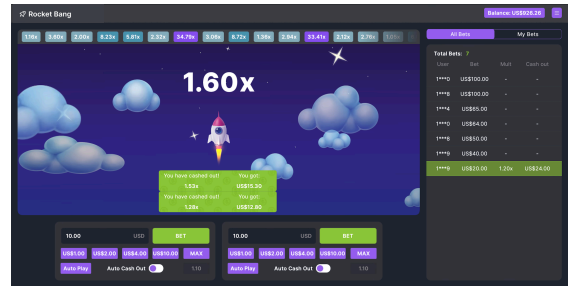 Rocket Bang
Balance: US$926.26
1.16x 3.60x 2.00x 8.23x 5.81x 2.32x 34.79x 3.06x 8.72x 1.36x 2.94x 33.41x 2.12x 2.76x
1.60x
You have cashed out! You got:
1.53x US$15.30
You have cashed out! You got:
1.28x US$12.80
10.00 USD BET
US$1.00 US$2.00 US$4.00 US$10.00 MAX
Auto Play Auto Cash Out 1.10
10.00 USD BET
US$1.00 US$2.00 US$4.00 US$10.00 MAX
Auto Play Auto Cash Out 1.10
All Bets My Bets
Total Bets: 7
User Bet Mult Cash out
1***0 US$100.00 - -
1***8 US$100.00 - -
1***4 US$65.00 - -
1***0 US$64.00 - -
1***8 US$50.00 - -
1***9 US$40.00 - -
US$20.00 1.20x US$24.00